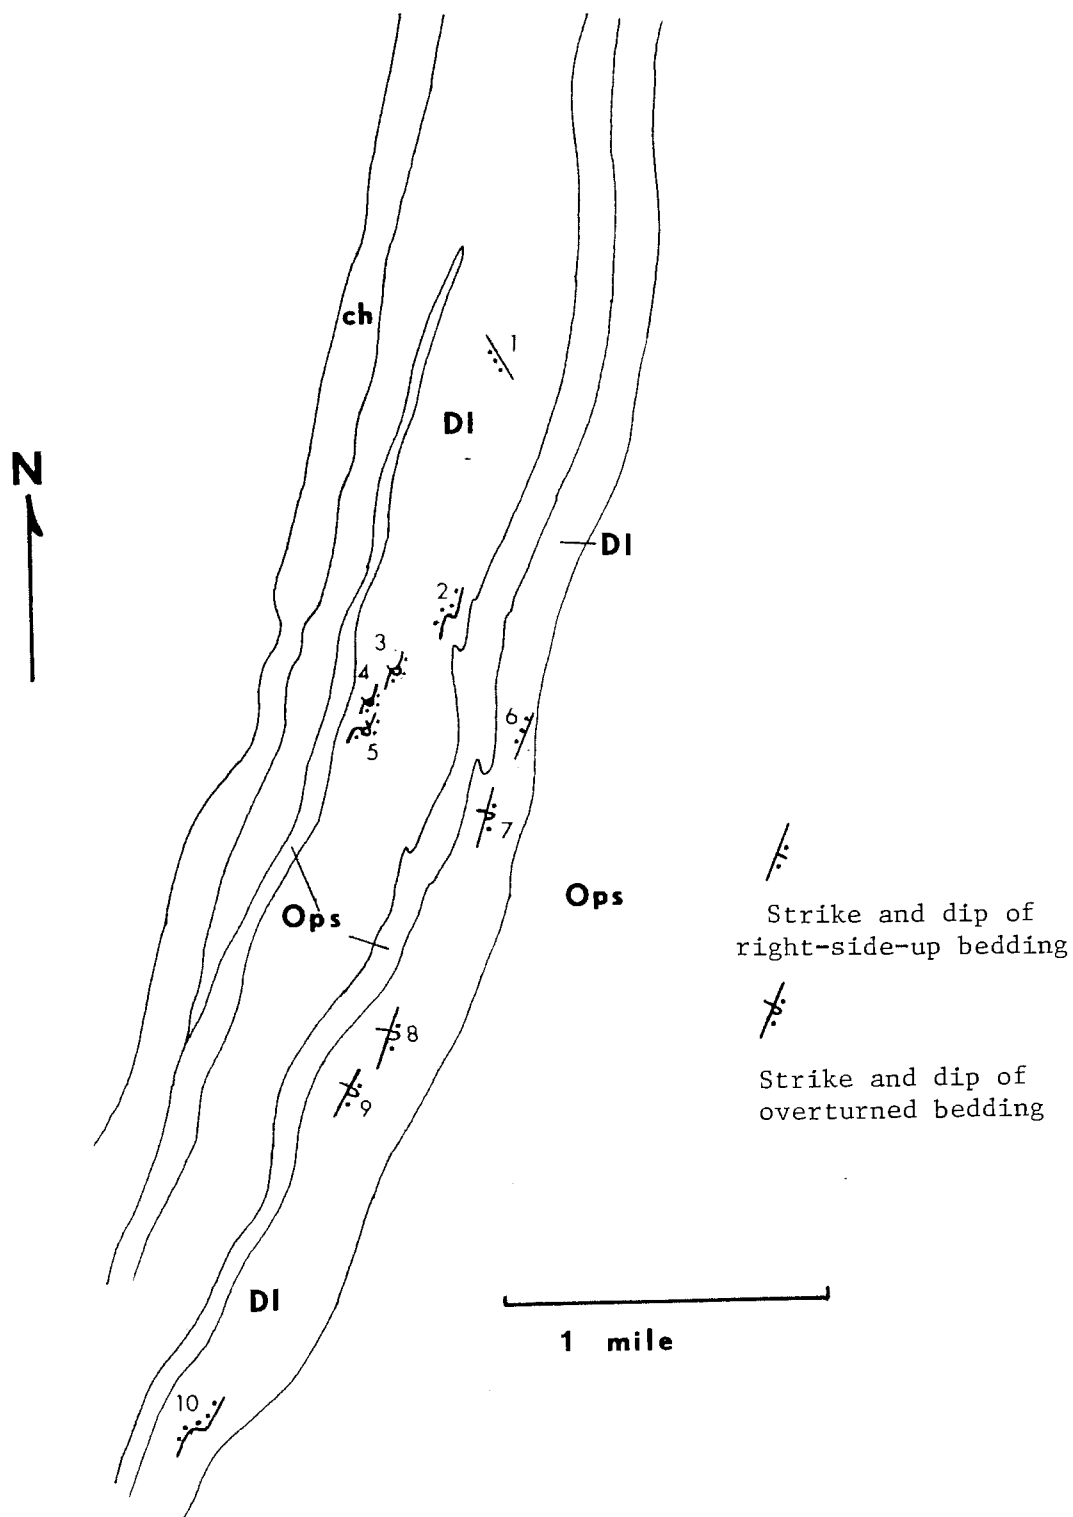 ch
1
Dl
N
Dl
2
3
4
5
6
7
Ops
Ops
Strike and dip of
right-side-up bedding
8
9
Strike and dip of
overturned bedding
Dl
1 mile
10